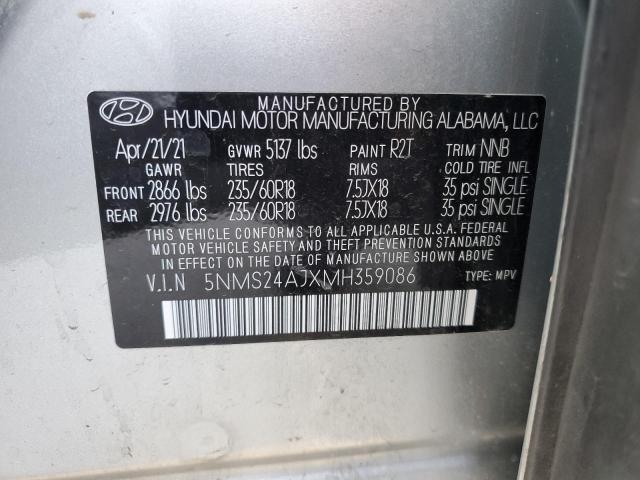 MANUFACTURED BY
HYUNDAI MOTOR MANUFACTURING ALABAMA, LLC
Apr/21/21 GVWR 5137 lbs PAINT R2T TRIM NNB
GAWR TIRES RIMS COLD TIRE INFL
FRONT 2866 lbs 235/60R18 7.5JX18 35 psi SINGLE
REAR 2976 lbs 235/60R18 7.5JX18 35 psi SINGLE
THIS VEHICLE CONFORMS TO ALL APPLICABLE U.S.A. FEDERAL
MOTOR VEHICLE SAFETY AND THEFT PREVENTION STANDARDS
IN EFFECT ON THE DATE OF MANUFACTURE SHOWN ABOVE.
V.I.N 5NMS24AJXMH359086 TYPE: MPV